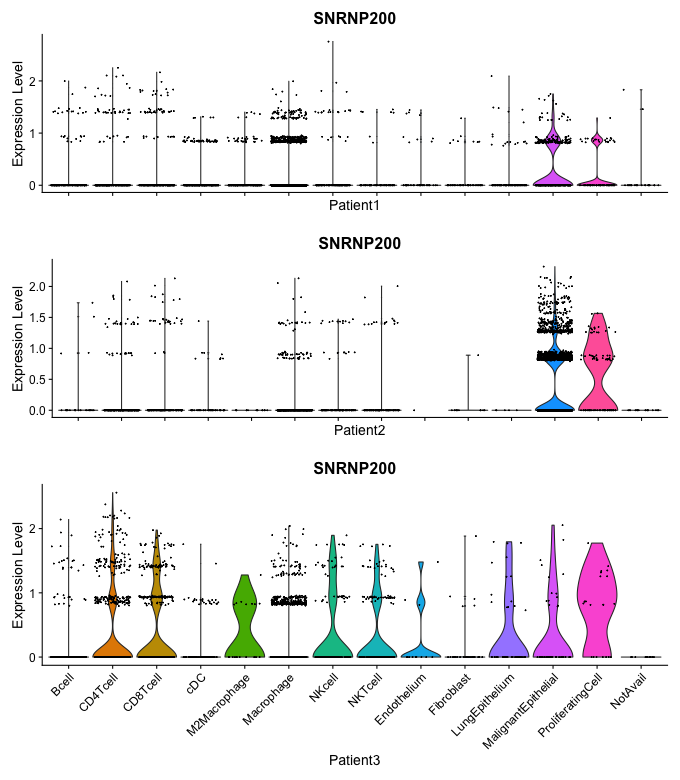 SNRNP200
Expression Level
2
1
0
Patient1
SNRNP200
Expression Level
2.0
1.5
1.0
0.5
0.0
Patient2
SNRNP200
Expression Level
2
1
0
Bcell
CD4Tcell
CD8Tcell
cDC
M2Macrophage
Macrophage
NKcell
NKTcell
Endothelium
Fibroblast
LungEpithelium
MalignantEpithelial
ProliferatingCell
NotAvail
Patient3